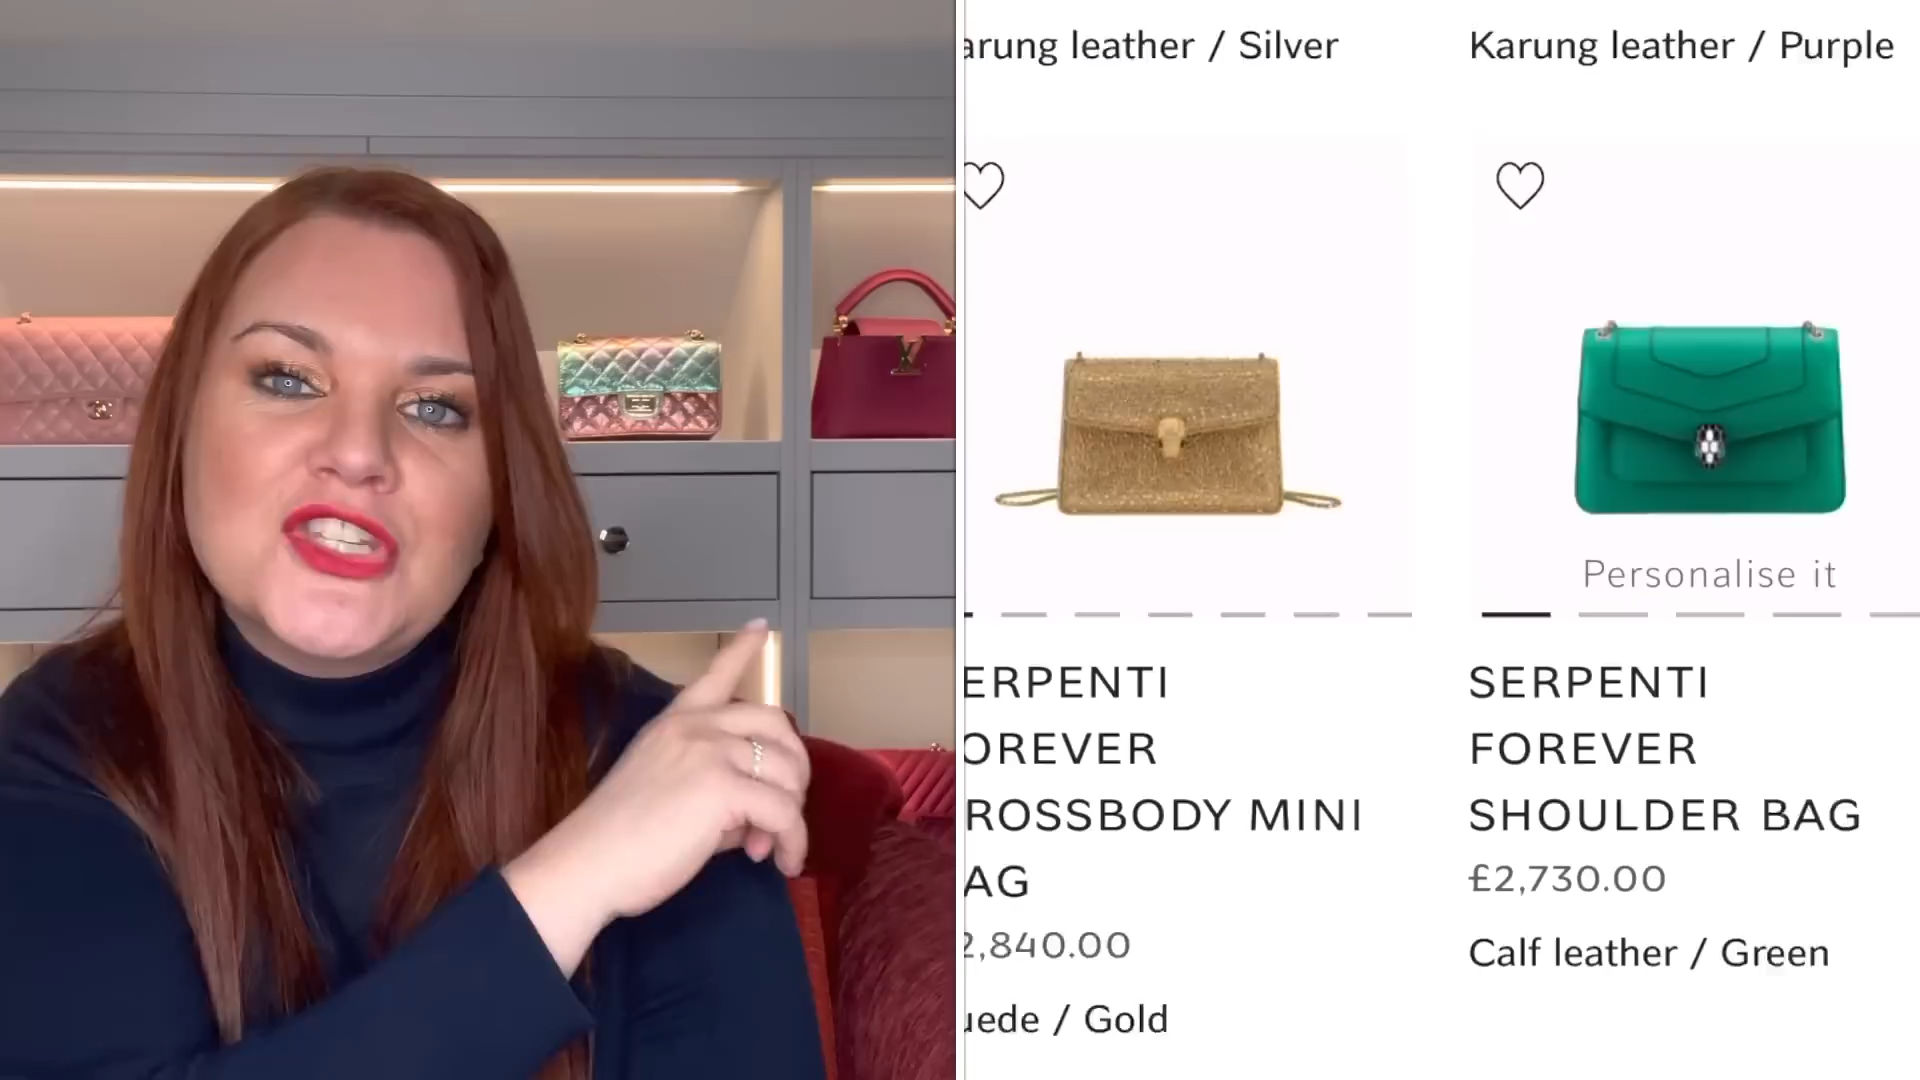 arung leather / Silver
Karung leather / Purple
Personalise it
ERPENTI
OREVER
ROSSBODY MINI
AG
2,840.00
uede / Gold
SERPENTI
FOREVER
SHOULDER BAG
£2,730.00
Calf leather / Green